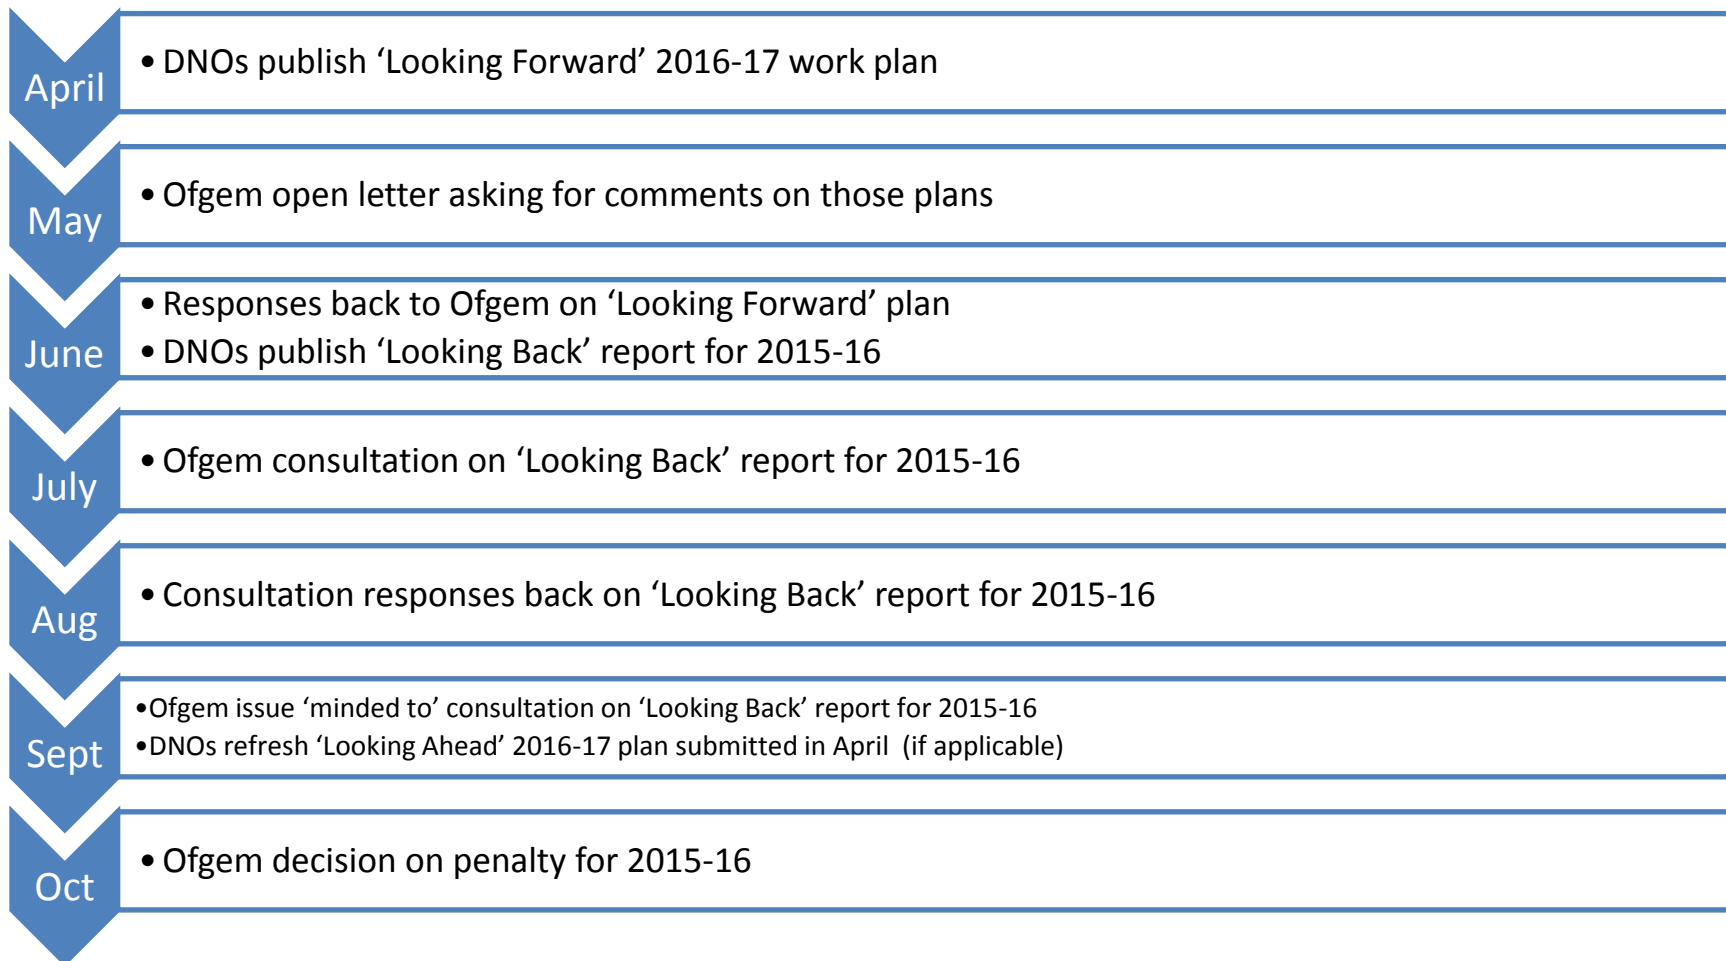 April
• DNOs publish ‘Looking Forward’ 2016-17 work plan
May
• Ofgem open letter asking for comments on those plans
June
• Responses back to Ofgem on ‘Looking Forward’ plan
• DNOs publish ‘Looking Back’ report for 2015-16
July
• Ofgem consultation on ‘Looking Back’ report for 2015-16
Aug
• Consultation responses back on ‘Looking Back’ report for 2015-16
Sept
•Ofgem issue ‘minded to’ consultation on ‘Looking Back’ report for 2015-16
•DNOs refresh ‘Looking Ahead’ 2016-17 plan submitted in April (if applicable)
Oct
• Ofgem decision on penalty for 2015-16